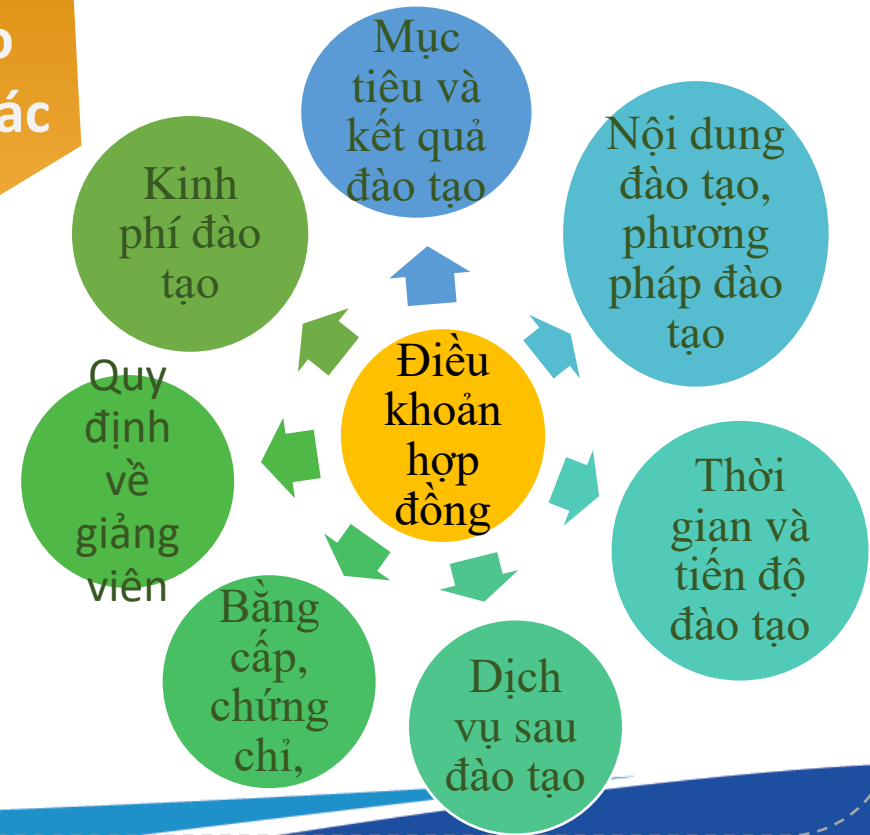 ác
Mục
tiêu và
kết quả
đào tạo
Nội dung
đào tạo,
phương
pháp đào
tạo
Thời
gian và
tiến độ
đào tạo
Dịch
vụ sau
đào tạo
Bằng
cấp,
chứng
chỉ,
Quy
định
về
giảng
viên
Kinh
phí đào
tạo
Điều
khoản
hợp
đồng